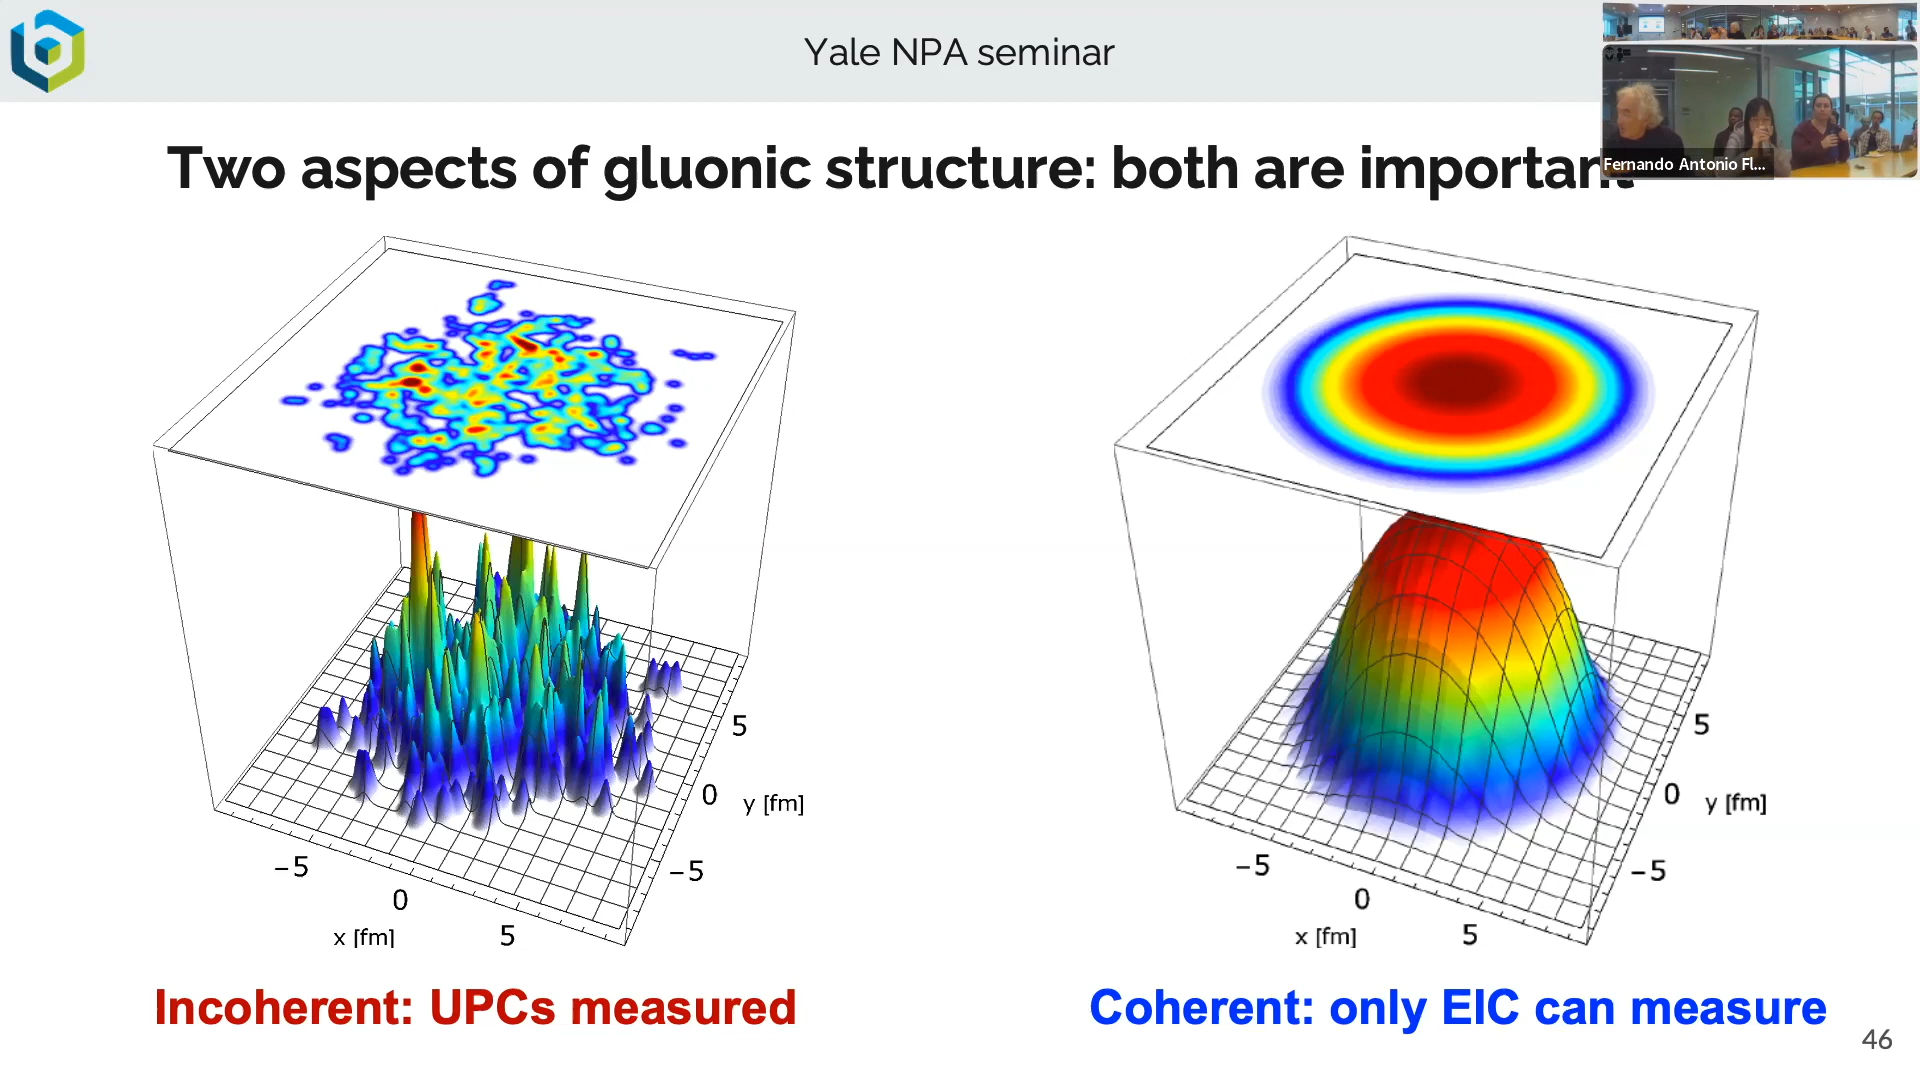 Yale NPA seminar
Fernando Antonio Fl...
Two aspects of gluonic structure: both are important
5
0
y [fm]
−5
−5
0
x [fm]
5
5
0
y [fm]
−5
−5
0
x [fm]
5
Incoherent: UPCs measured
Coherent: only EIC can measure
46